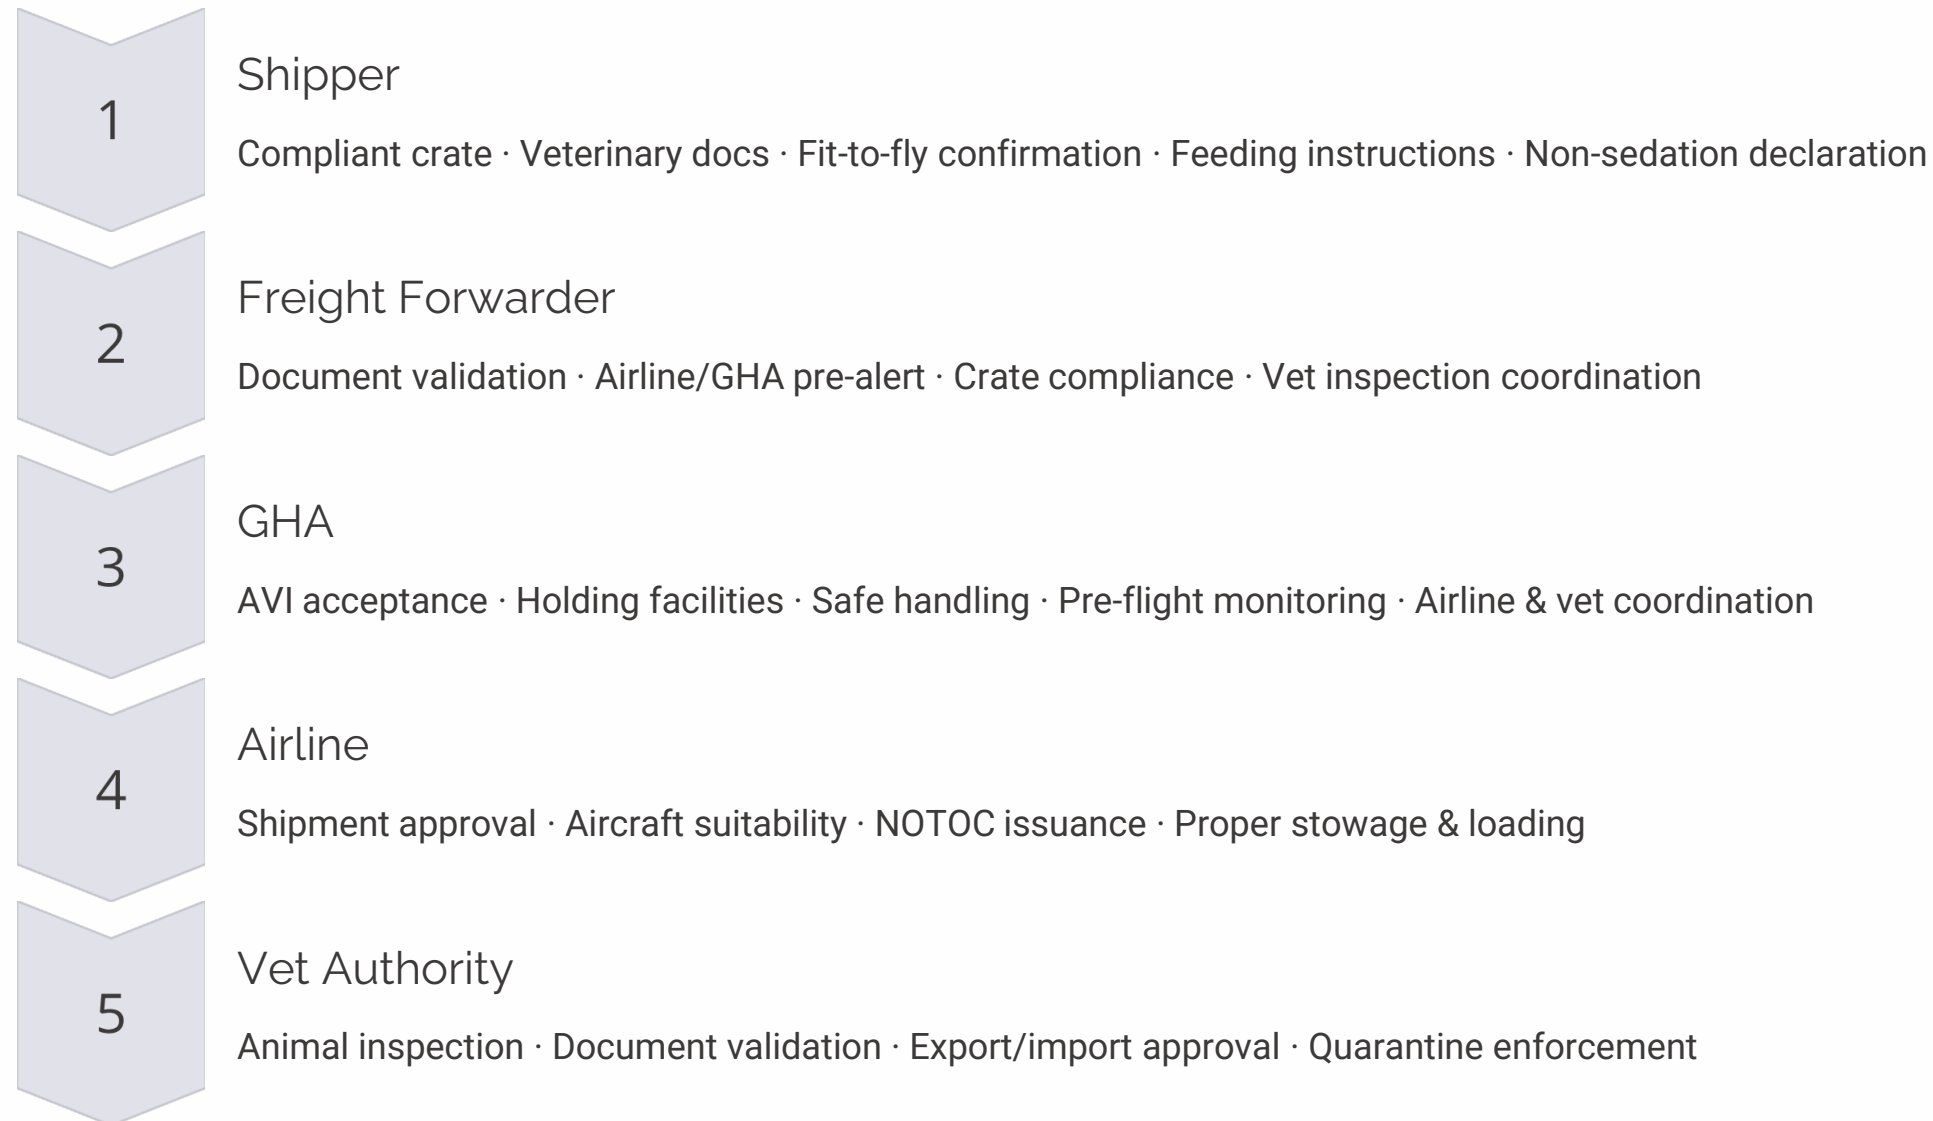 1
Shipper
Compliant crate · Veterinary docs · Fit-to-fly confirmation · Feeding instructions · Non-sedation declaration
2
Freight Forwarder
Document validation · Airline/GHA pre-alert · Crate compliance · Vet inspection coordination
3
GHA
AVI acceptance · Holding facilities · Safe handling · Pre-flight monitoring · Airline & vet coordination
4
Airline
Shipment approval · Aircraft suitability · NOTOC issuance · Proper stowage & loading
5
Vet Authority
Animal inspection · Document validation · Export/import approval · Quarantine enforcement